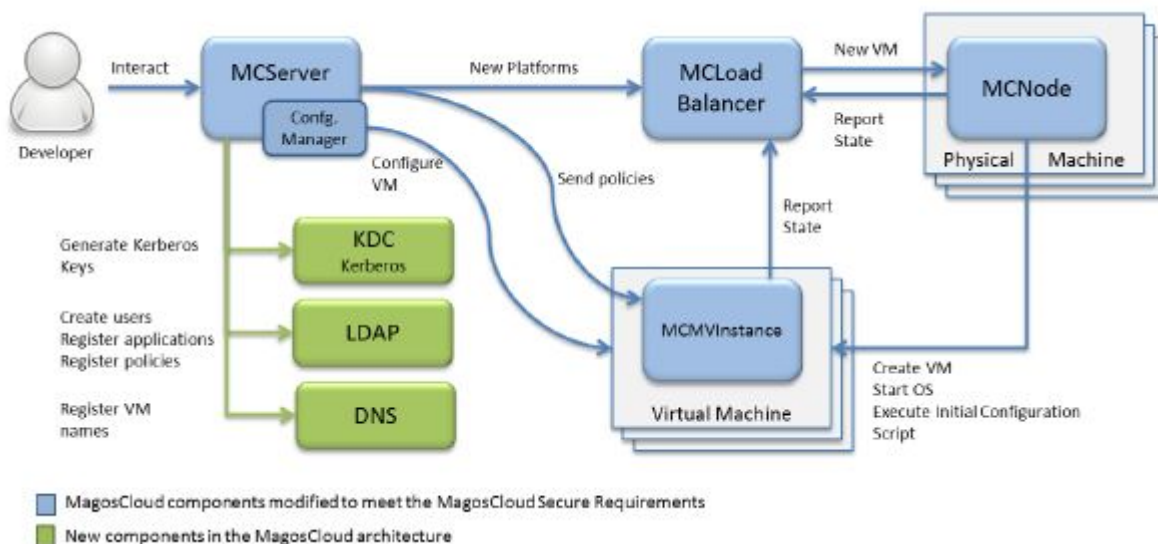 Developer
Interact
MCServer
Confg.
Manager
New Platforms
MCLoad
Balancer
New VM
Report
State
MCNode
Physical Machine
Configure
VM
Send policies
Report
State
Generate Kerberos
Keys
KDC
Kerberos
Create users
Register applications
Register policies
LDAP
Register VM
names
DNS
MCMVInstance
Virtual Machine
Create VM
Start OS
Execute Initial Configuration
Script
MagosCloud components modified to meet the MagosCloud Secure Requirements
New components in the MagosCloud architecture